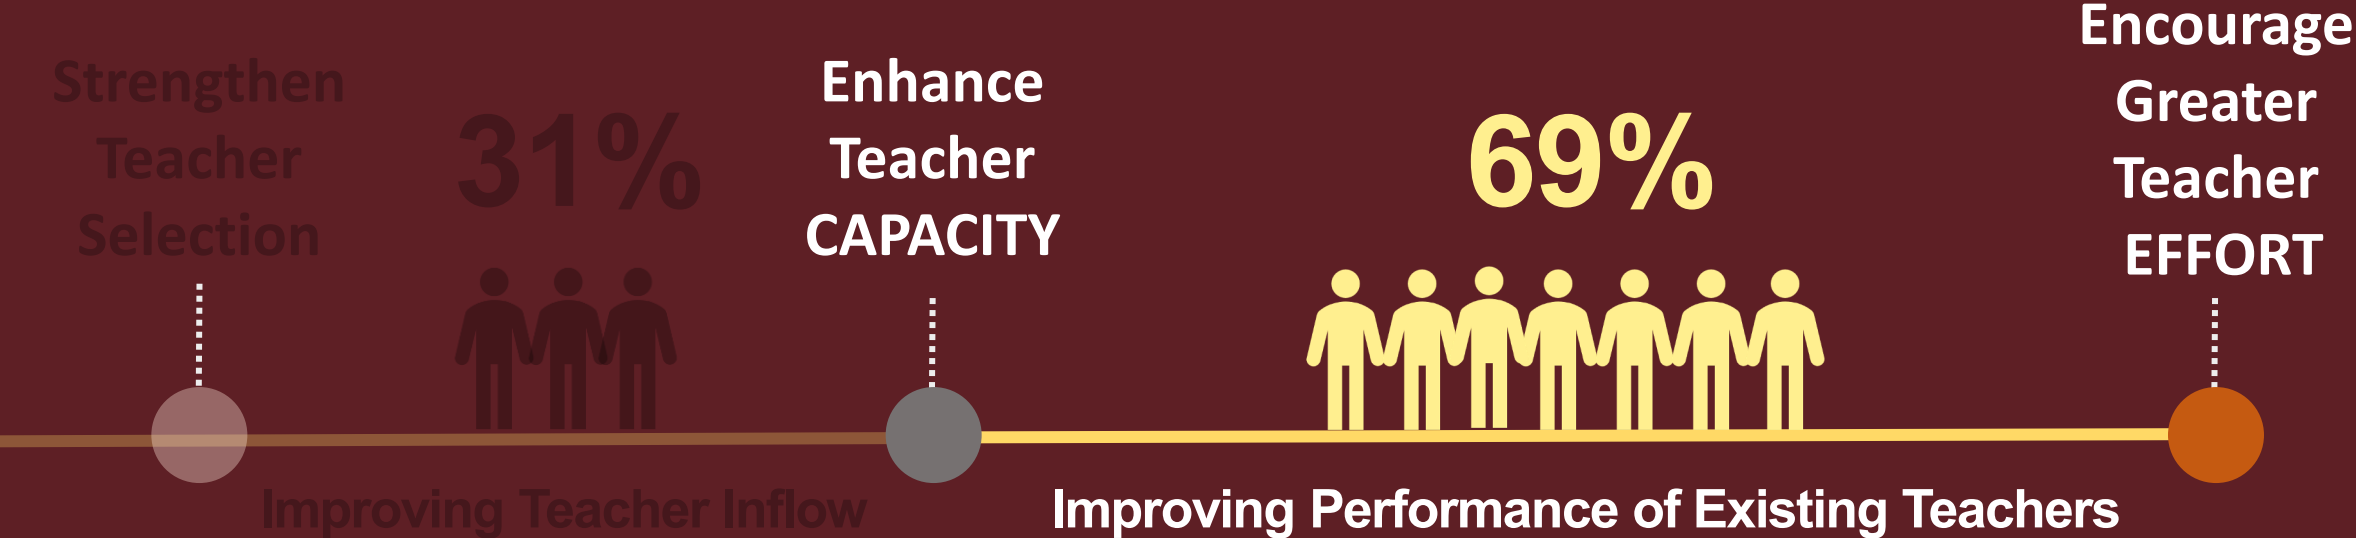 Strengthen
Teacher
Selection
31%
Enhance
Teacher
CAPACITY
69%
Encourage
Greater
Teacher
EFFORT
Improving Teacher Inflow
Improving Performance of Existing Teachers